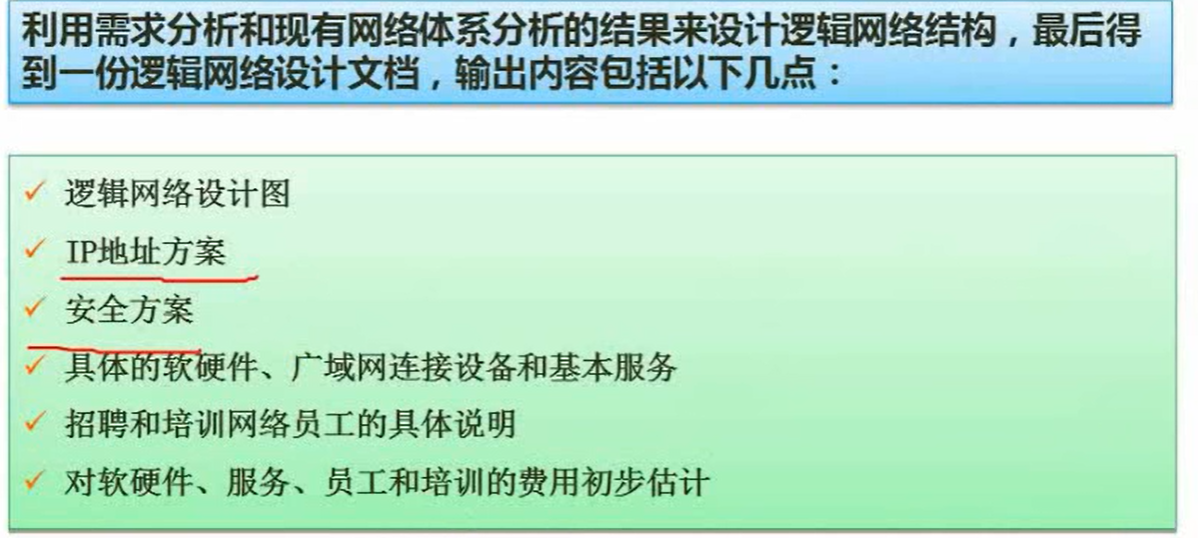 利用需求分析和现有网络体系分析的结果来设计逻辑网络结构，最后得
到一份逻辑网络设计文档，输出内容包括以下几点：
✓ 逻辑网络设计图
✓ IP地址方案
✓ 安全方案
✓ 具体的软硬件、广域网连接设备和基本服务
✓ 招聘和培训网络员工的具体说明
✓ 对软硬件、服务、员工和培训的费用初步估计